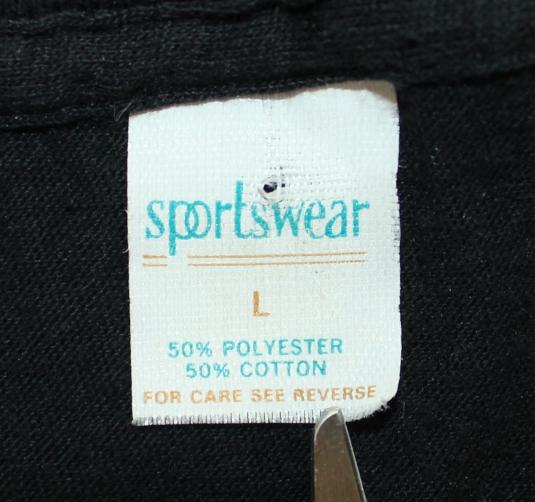 sportswear
L
50% POLYESTER
50% COTTON
FOR CARE SEE REVERSE